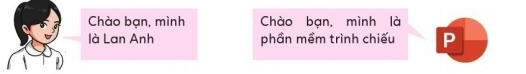 Chào bạn, mình
là Lan Anh
Chào bạn, mình là
phần mềm trình chiếu
P